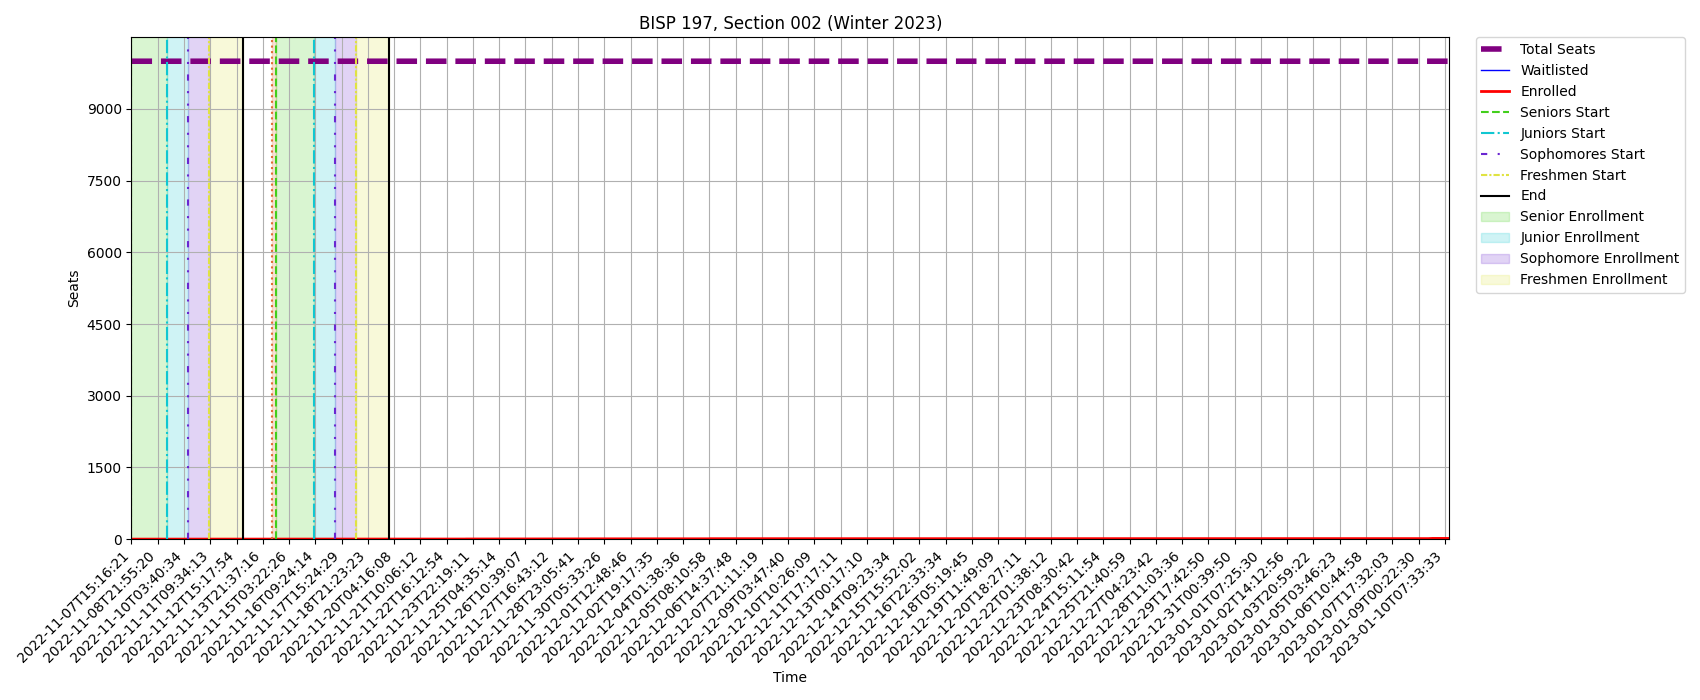 BISP 197, Section 002 (Winter 2023)
Total Seats
Waitlisted
Enrolled
Seniors Start
Juniors Start
Sophomores Start
Freshmen Start
End
Senior Enrollment
Junior Enrollment
Sophomore Enrollment
Freshmen Enrollment
Seats
9000
7500
6000
4500
3000
1500
0
2022-11-07T15:16:21
2022-11-08T21:55:20
2022-11-10T03:40:34
2022-11-11T09:34:13
2022-11-12T15:17:54
2022-11-13T21:37:16
2022-11-15T03:22:26
2022-11-16T09:24:14
2022-11-17T15:24:29
2022-11-18T21:23:23
2022-11-20T04:16:08
2022-11-21T10:06:12
2022-11-22T16:12:54
2022-11-23T22:19:11
2022-11-25T04:35:14
2022-11-26T10:39:07
2022-11-27T16:43:12
2022-11-28T23:05:41
2022-11-30T05:33:26
2022-12-01T12:48:46
2022-12-02T19:17:35
2022-12-04T01:38:36
2022-12-05T08:10:58
2022-12-06T14:37:48
2022-12-07T21:11:19
2022-12-09T03:47:40
2022-12-10T10:26:09
2022-12-11T17:17:11
2022-12-13T00:17:10
2022-12-14T09:23:34
2022-12-15T15:52:02
2022-12-16T22:33:34
2022-12-18T05:19:45
2022-12-19T11:49:09
2022-12-20T18:27:11
2022-12-22T01:38:12
2022-12-23T08:30:42
2022-12-24T15:11:54
2022-12-25T21:40:59
2022-12-27T04:23:42
2022-12-28T11:03:36
2022-12-29T17:42:50
2022-12-31T00:39:50
2023-01-01T07:25:30
2023-01-02T14:12:56
2023-01-03T20:59:22
2023-01-05T03:46:23
2023-01-06T10:44:58
2023-01-07T17:32:03
2023-01-09T00:22:30
2023-01-10T07:33:33
Time